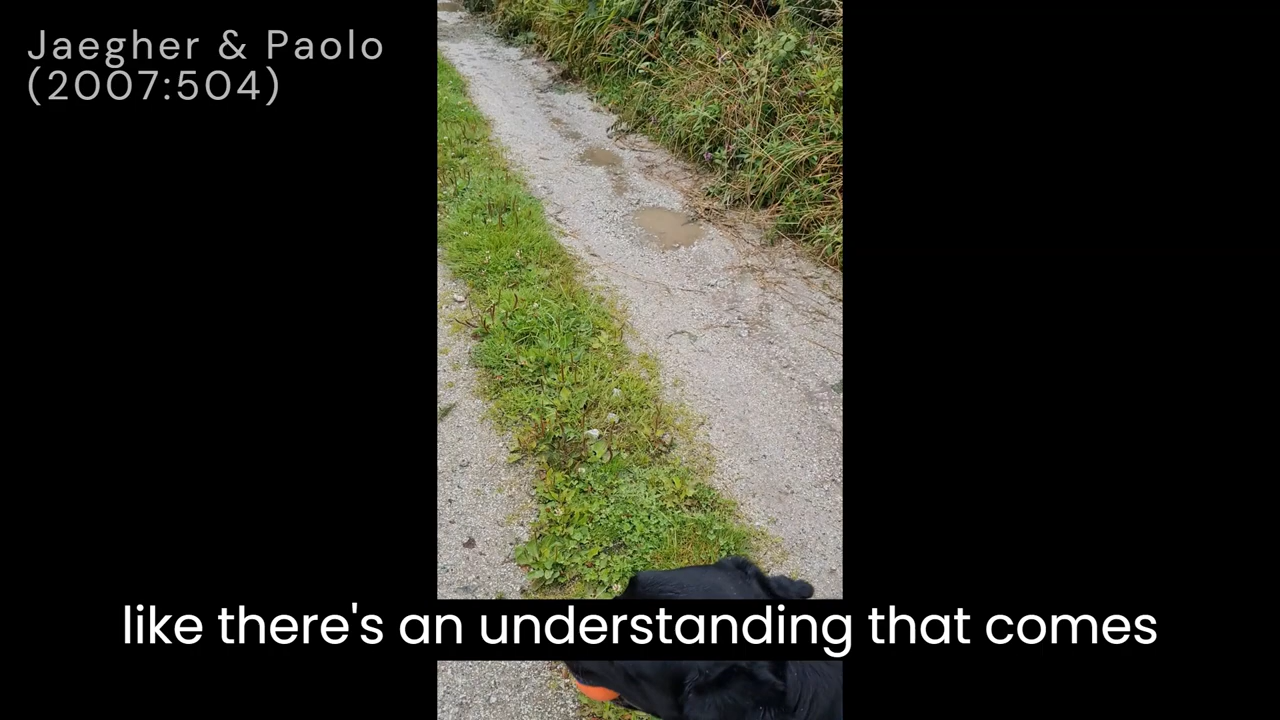 Jaegher & Paolo
(2007:504)
like there's an understanding that comes